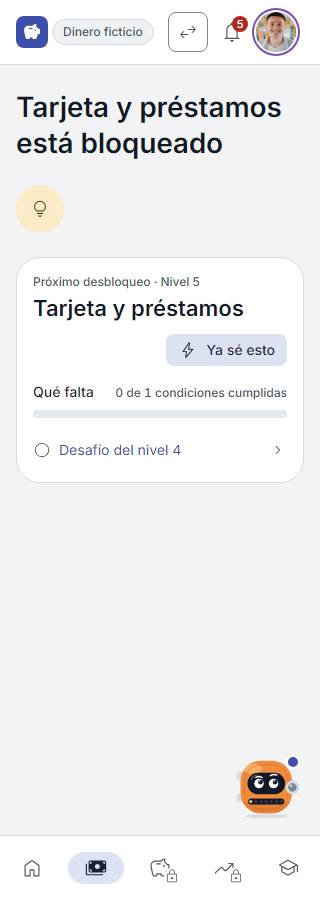 Dinero ficticio
5
Tarjeta y préstamos
está bloqueado
Próximo desbloqueo · Nivel 5
Tarjeta y préstamos
Ya sé esto
Qué falta
0 de 1 condiciones cumplidas
Desafío del nivel 4